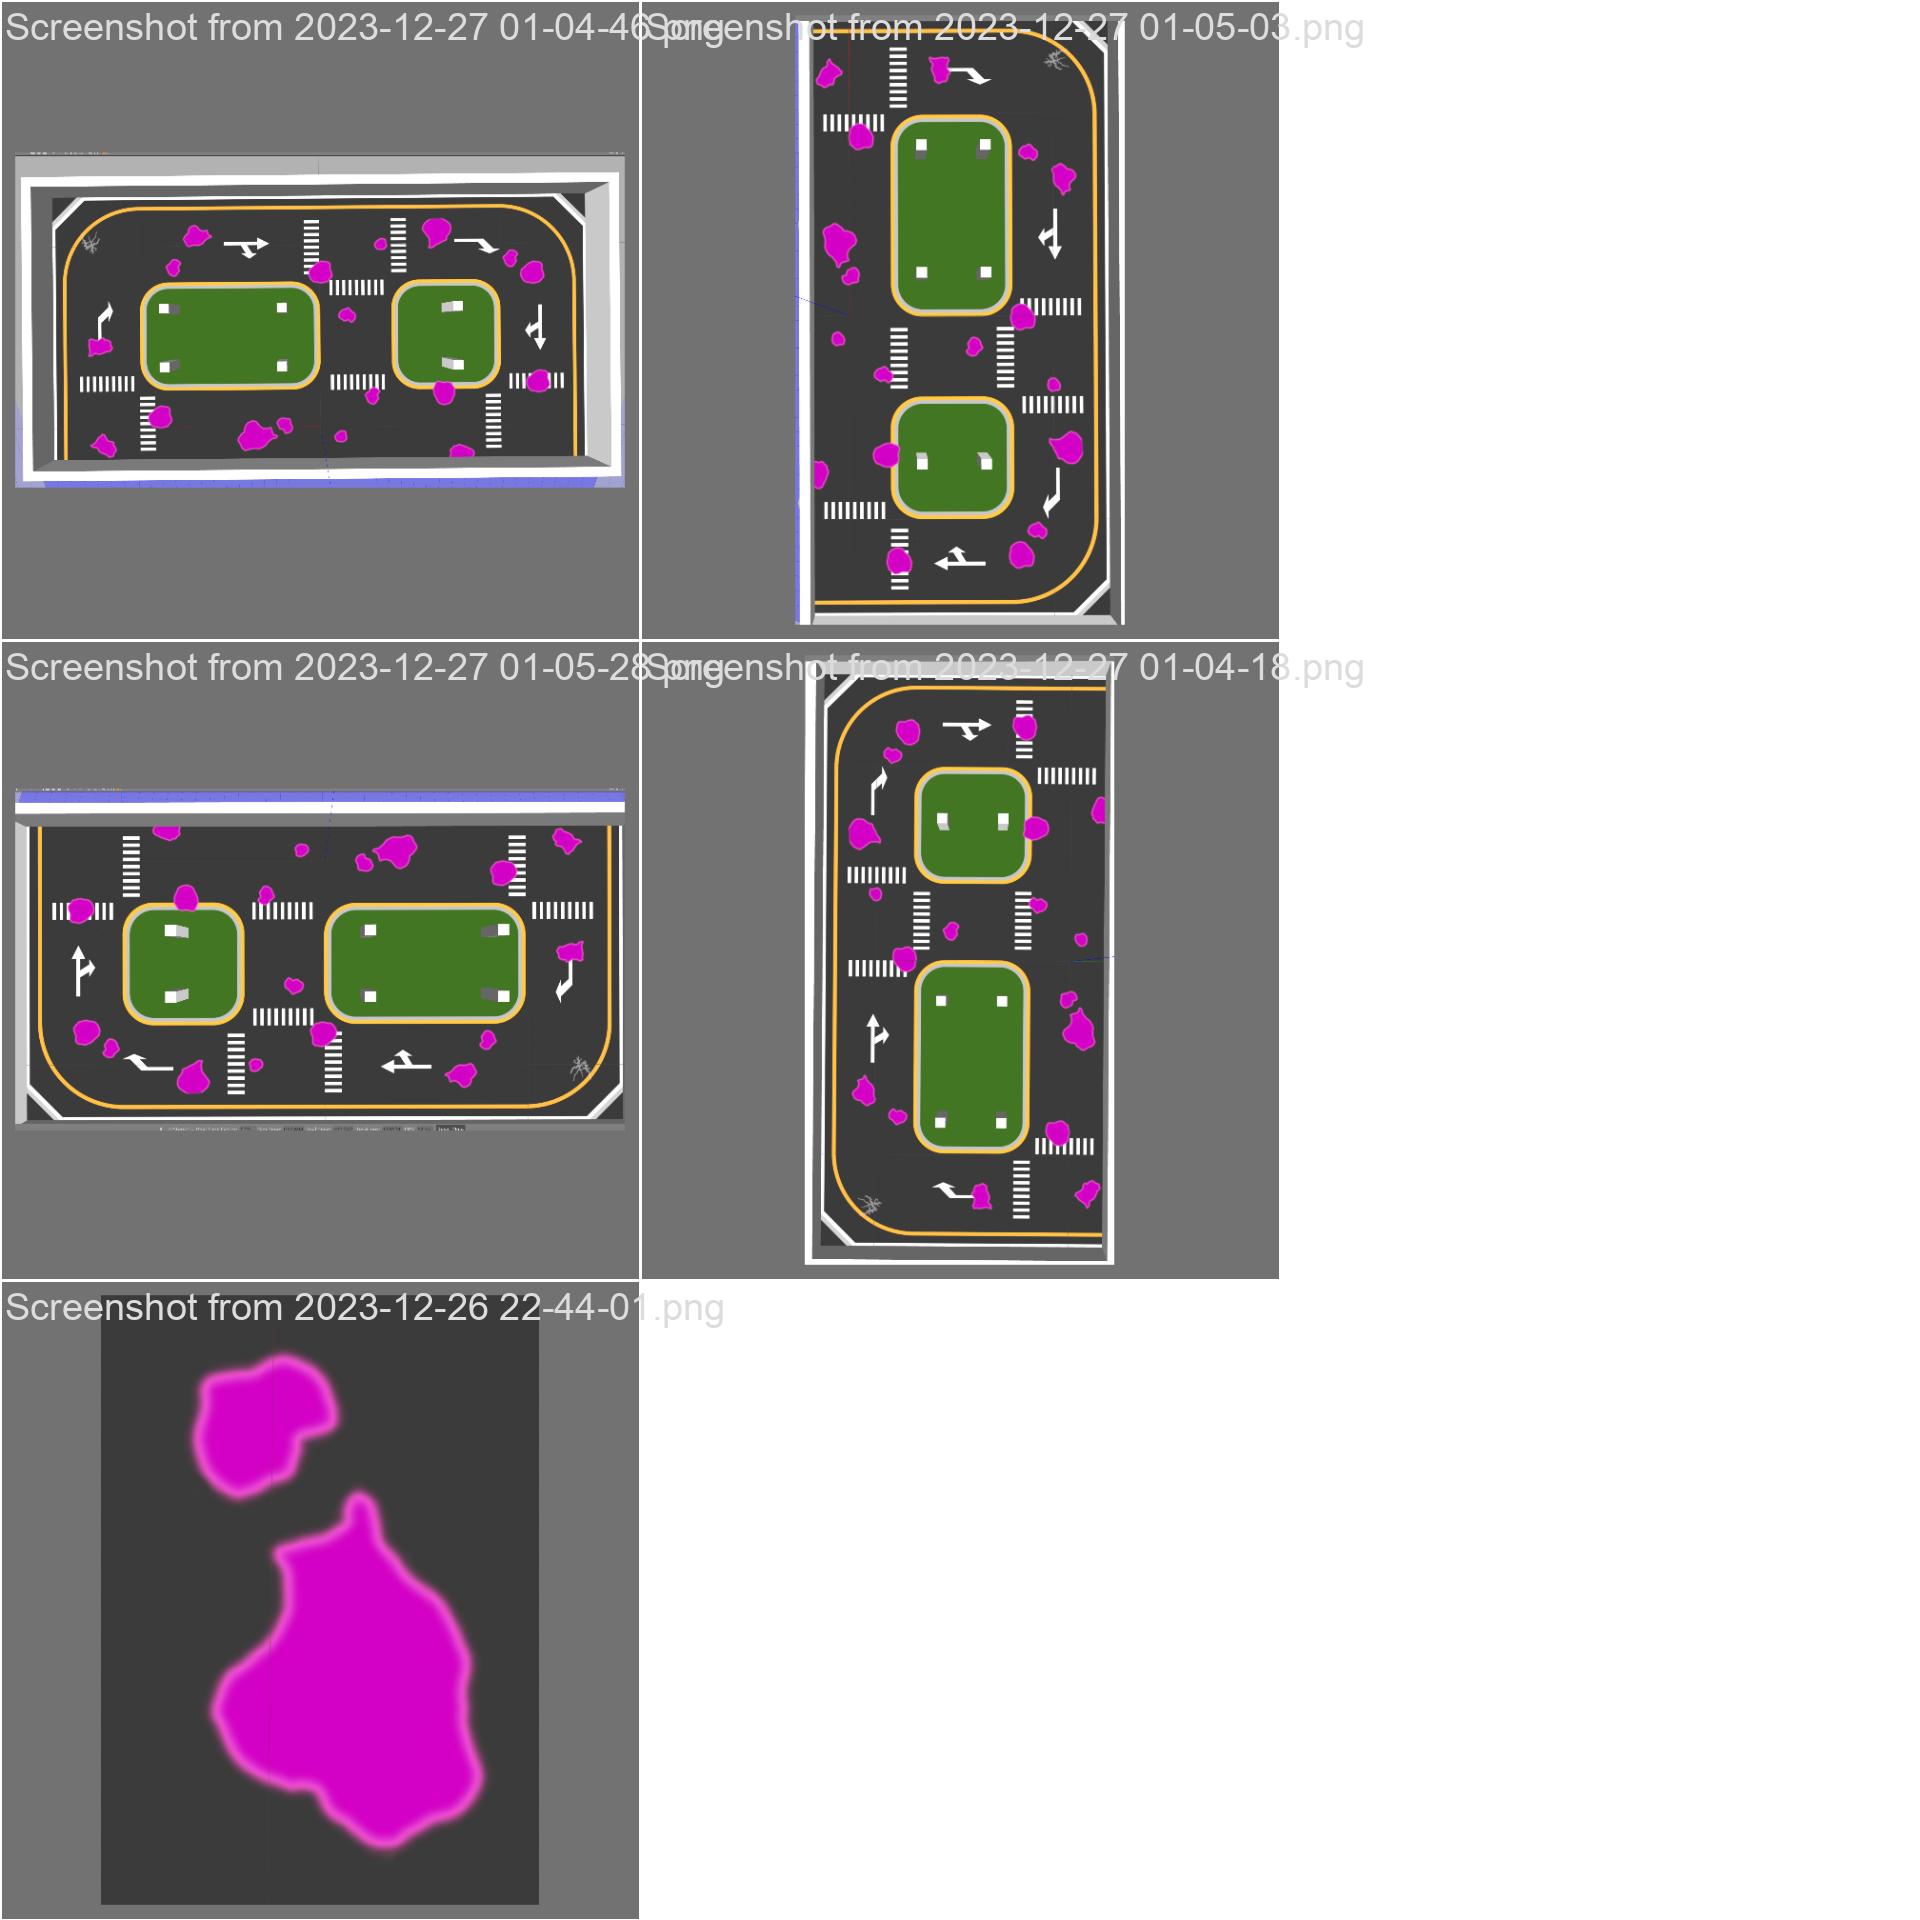 Screenshot from 2023-12-27 01-04-46.png
Screenshot from 2023-12-27 01-05-03.png
Screenshot from 2023-12-27 01-05-28.png
Screenshot from 2023-12-27 01-04-18.png
Screenshot from 2023-12-26 22-44-01.png